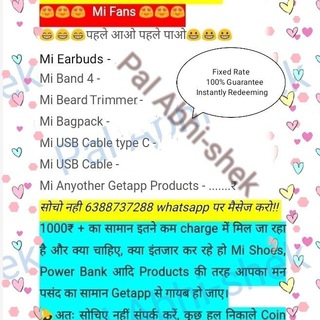 😍😍😍 Mi Fans 😍😍😍
😂😂😂पहले आओ पहले पाओ😃😃😃
Mi Earbuds -
Mi Band 4 -
Mi Beard Trimmer -
Mi Bagpack -
Mi USB Cable type C -
Mi USB Cable -
Mi Anyother Getapp Products - .......₹
Fixed Rate
100% Guarantee
Instantly Redeeming
Pal Abhi-shek
सोचो नही 6388737288 whatsapp पर मैसेज करो!!
1000₹ + का सामान इतने कम charge में मिल जा रहा
है और क्या चाहिए, क्या इंतजार कर रहे हो Mi Shoes,
Power Bank आदि Products की तरह आपका मन
पसंद का सामान Getapp से गायब हो जाए।
अतः सोचिएं नहीं संपर्क करें, कुछ हल निकाले Coin